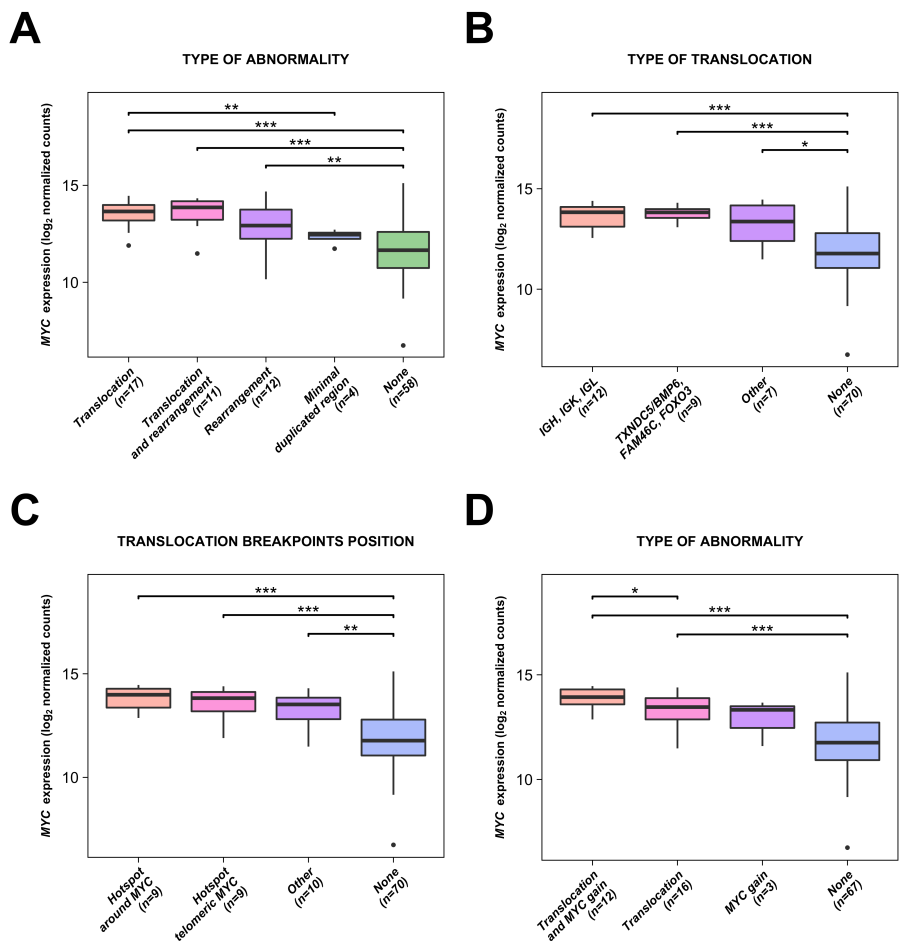 A
TYPE OF ABNORMALITY
MYC expression (log2 normalized counts)
**
***
***
**
15
10
Translocation
(n=17)
Translocation
and rearrangement
(n=11)
Rearrangement
(n=12)
Minimal
duplicated region
(n=4)
None
(n=58)
B
TYPE OF TRANSLOCATION
MYC expression (log2 normalized counts)
***
***
*
15
10
IGH, IGK, IGL
(n=12)
TXNDC5/BMP6,
FAM46C, FOXO3
(n=9)
Other
(n=7)
None
(n=70)
C
TRANSLOCATION BREAKPOINTS POSITION
MYC expression (log2 normalized counts)
***
***
**
15
10
Hotspot
around MYC
(n=9)
Hotspot
telomeric MYC
(n=9)
Other
(n=10)
None
(n=70)
D
TYPE OF ABNORMALITY
MYC expression (log2 normalized counts)
*
***
***
15
10
Translocation
and MYC gain
(n=12)
Translocation
(n=16)
MYC gain
(n=3)
None
(n=67)